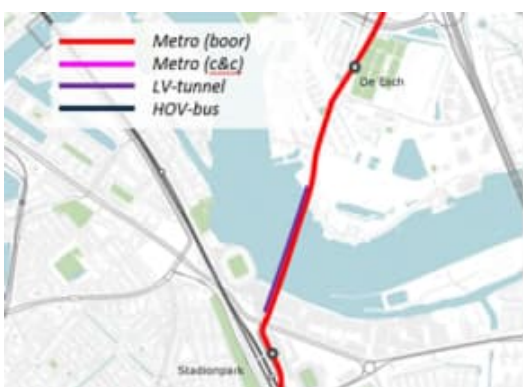 Metro (boor)
Metro (c&c)
LV-tunnel
HOV-bus
De Esch
Stadionpark